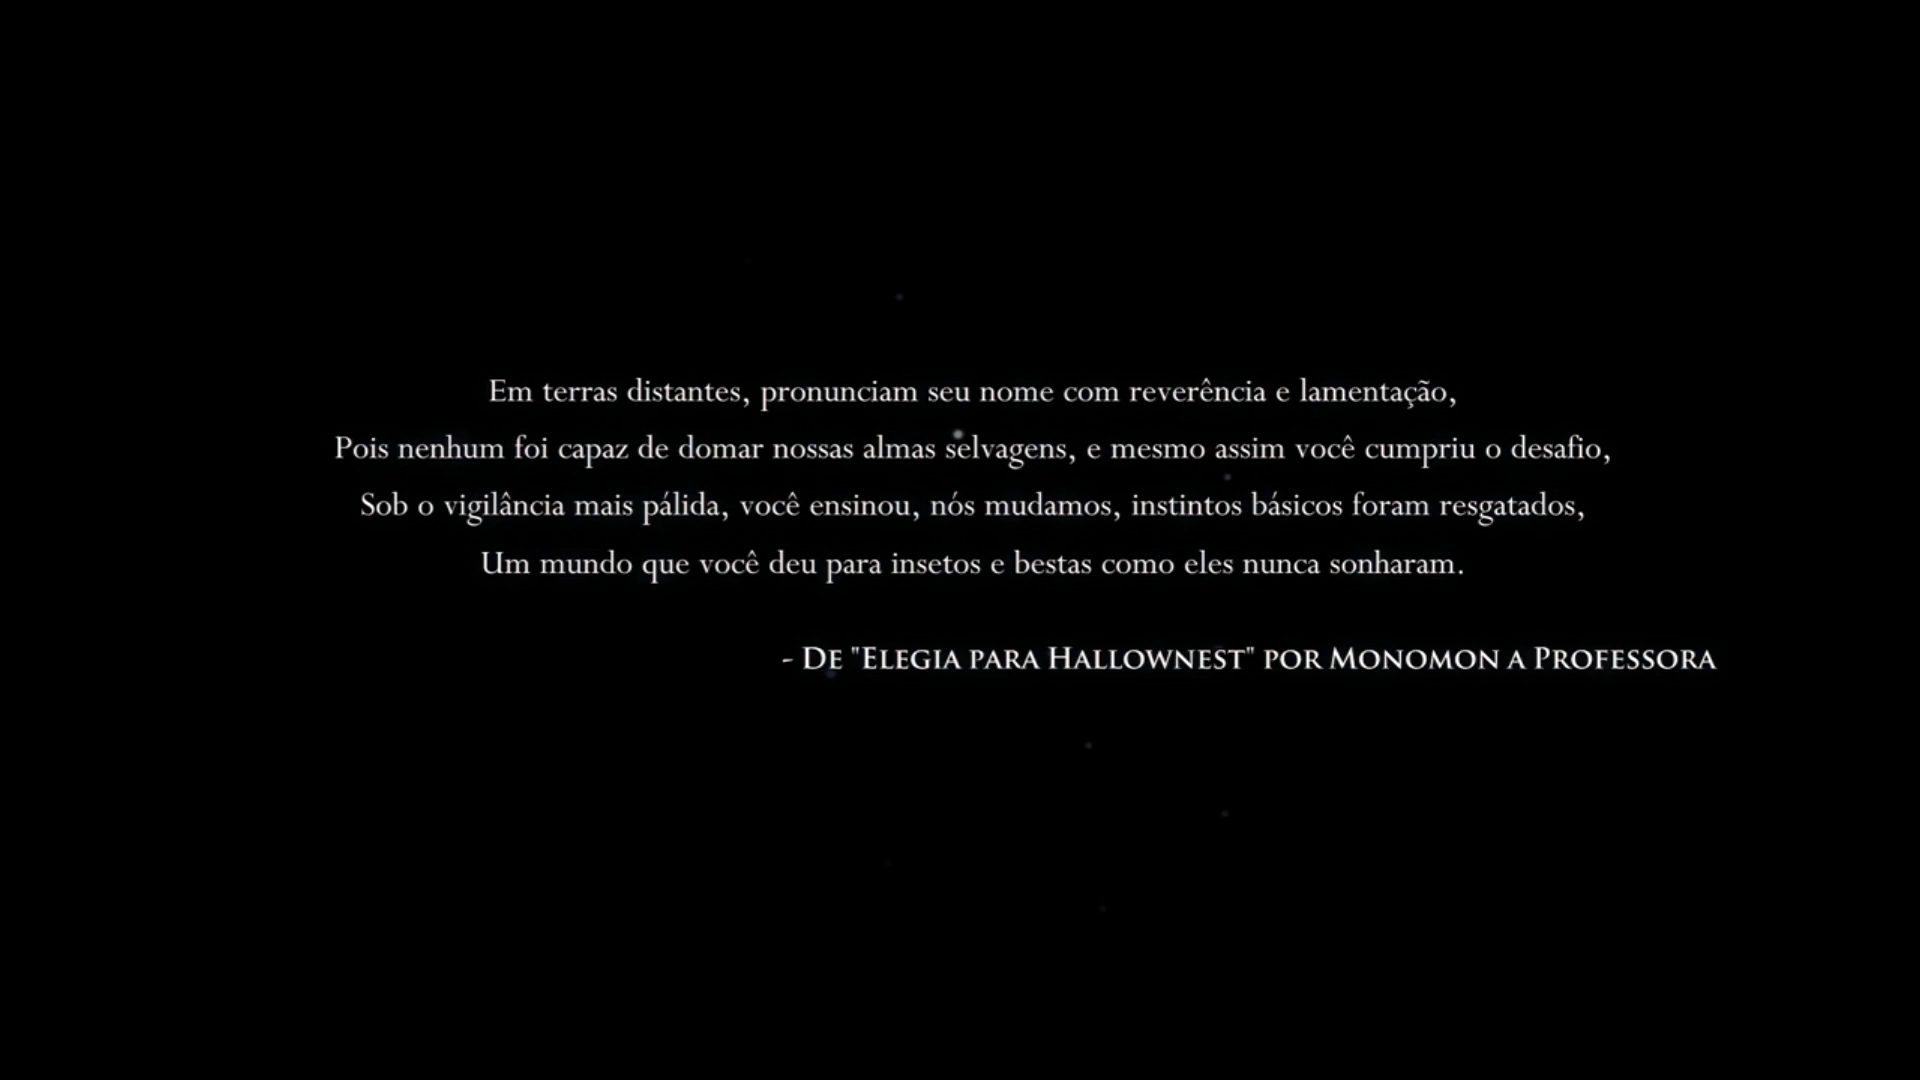 Em terras distantes, pronunciam seu nome com reverência e lamentação,
Pois nenhum foi capaz de domar nossas almas selvagens, e mesmo assim você cumpriu o desafio,
Sob o vigilância mais pálida, você ensinou, nós mudamos, instintos básicos foram resgatados,
Um mundo que você deu para insetos e bestas como eles nunca sonharam.
- De "Elegia para Hallownest" por Monomon a Professora